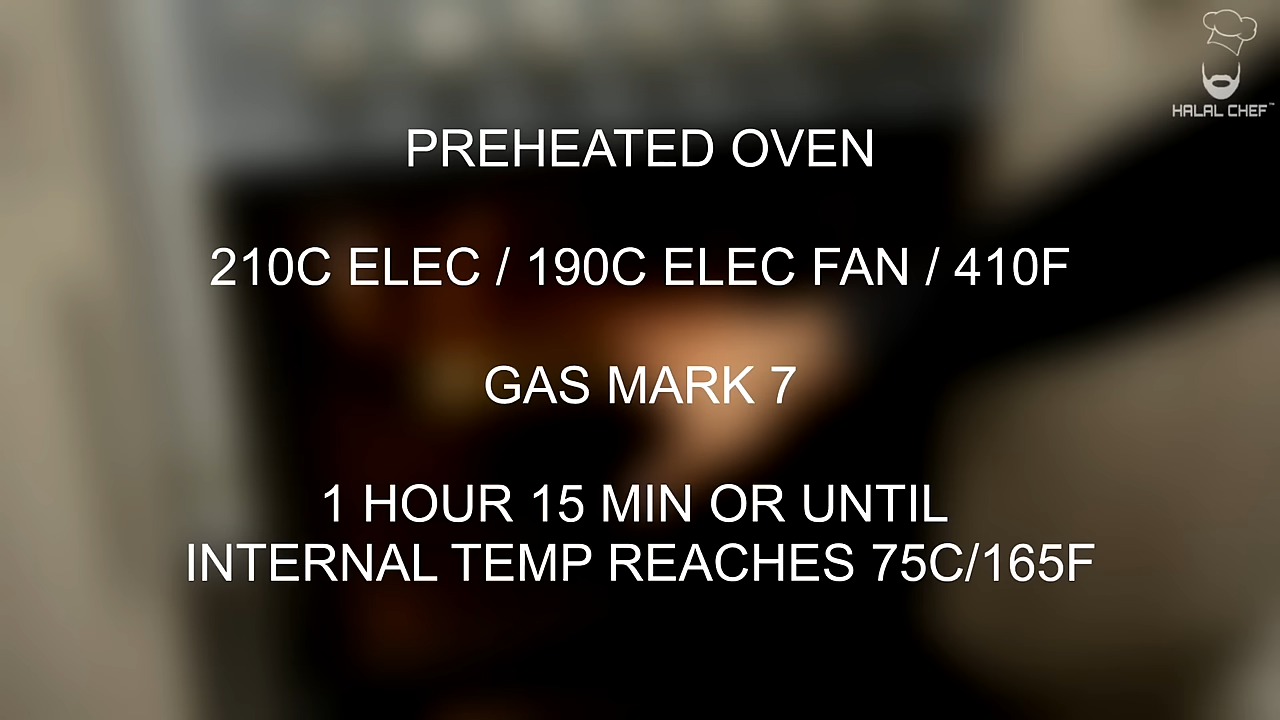 HALAL CHEF™
PREHEATED OVEN
210C ELEC / 190C ELEC FAN / 410F
GAS MARK 7
1 HOUR 15 MIN OR UNTIL
INTERNAL TEMP REACHES 75C/165F